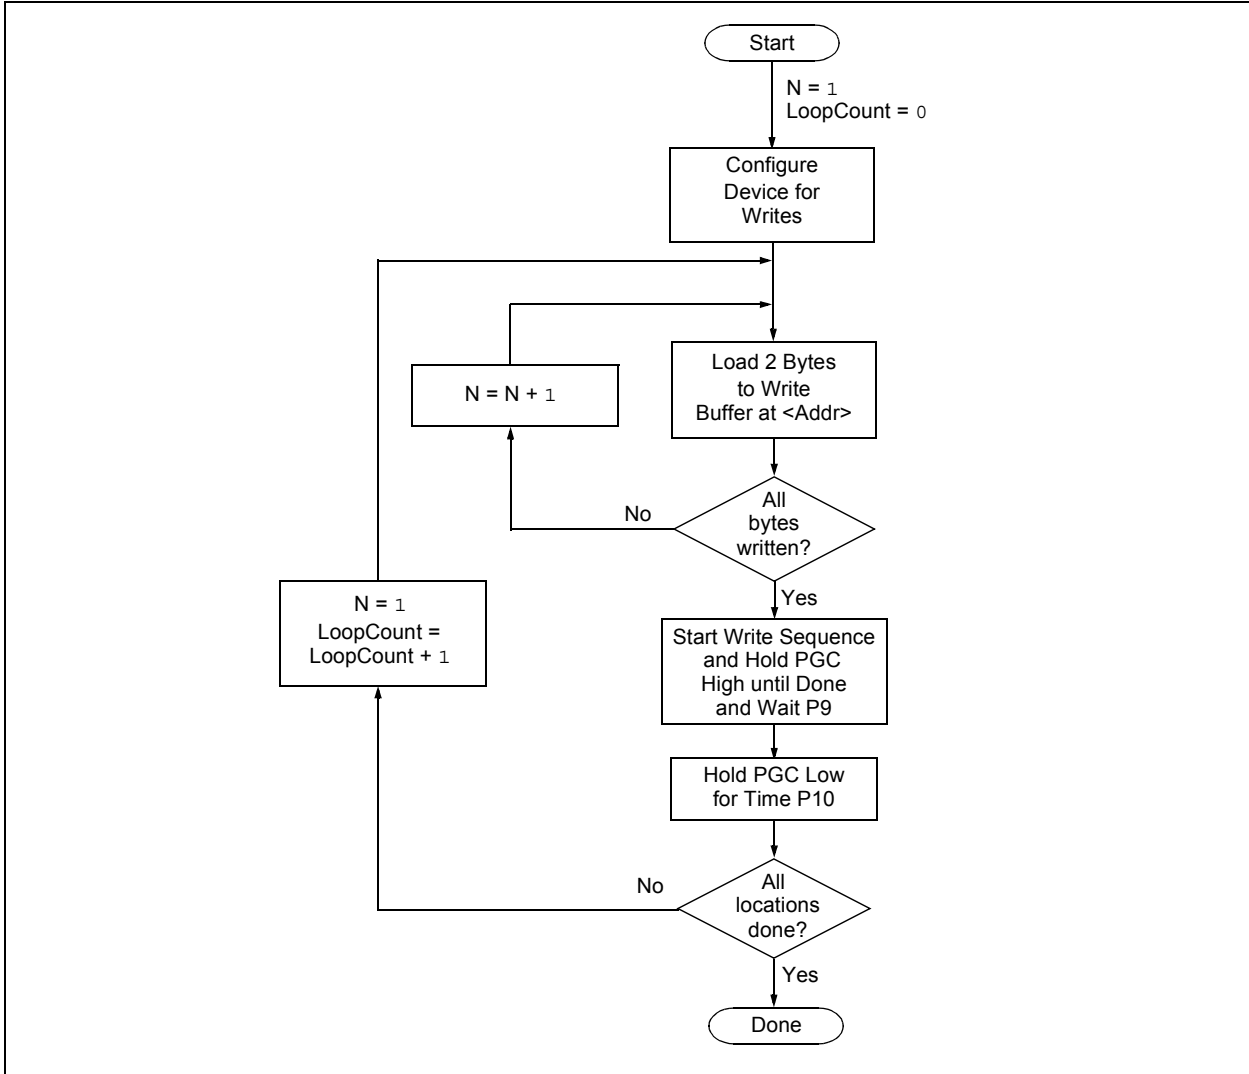 Start
N = 1
LoopCount = 0
Configure
Device for
Writes
Load 2 Bytes
to Write
Buffer at <Addr>
N = N + 1
All
bytes
written?
No
Yes
N = 1
LoopCount =
LoopCount + 1
Start Write Sequence
and Hold PGC
High until Done
and Wait P9
Hold PGC Low
for Time P10
All
locations
done?
No
Yes
Done